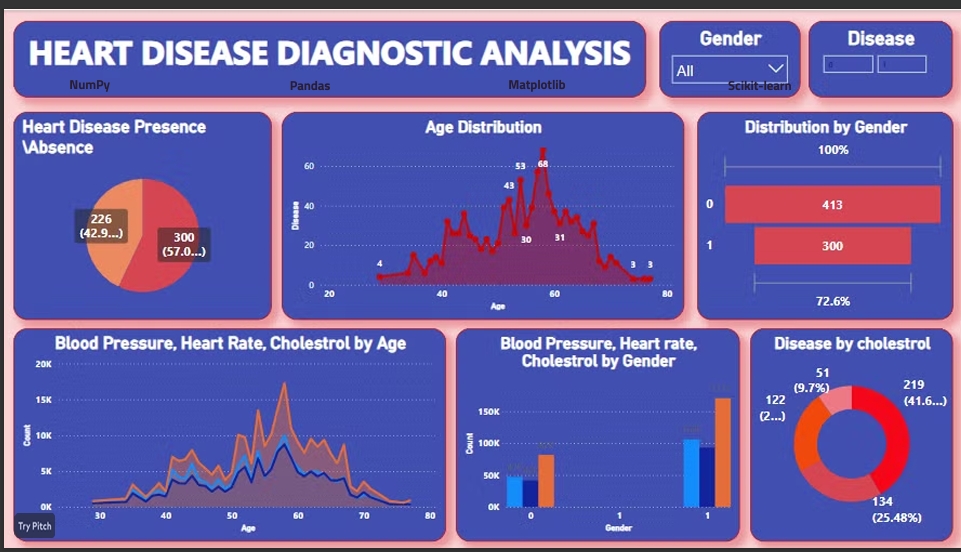 HEART DISEASE DIAGNOSTIC ANALYSIS
NumPy
Pandas
Matplotlib
Gender
All
Scikit-learn
Disease
0
1
Heart Disease Presence
\Absence
226
(42.9...)
300
(57.0...)
Age Distribution
Disease
60
40
20
0
4
43
53
30
68
31
3
3
20
40
60
80
Age
Distribution by Gender
100%
0
413
1
300
72.6%
Blood Pressure, Heart Rate, Cholestrol by Age
Count
20K
15K
10K
5K
0K
30
40
50
60
70
80
Age
Try Pitch
Blood Pressure, Heart rate,
Cholestrol by Gender
Count
150K
100K
50K
0K
0
1
1
Gender
Disease by cholestrol
51
(9.7%)
219
(41.6...)
122
(2...)
134
(25.48%)